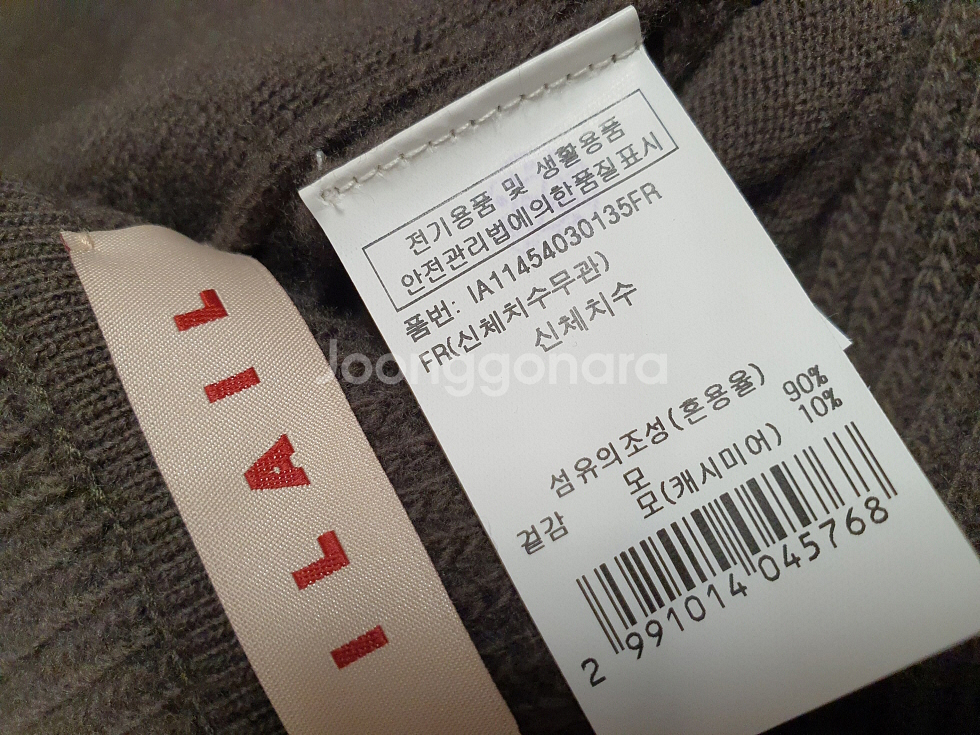 ILAIL
전기용품 및 생활용품
안전관리법에의한품질표시
품번: IA11454030135FR
FR(신체치수무관)
신체치수
Joonggonara
섬유의조성(혼용율)
겉감 모 90%
모(캐시미어) 10%
2 991014 045768